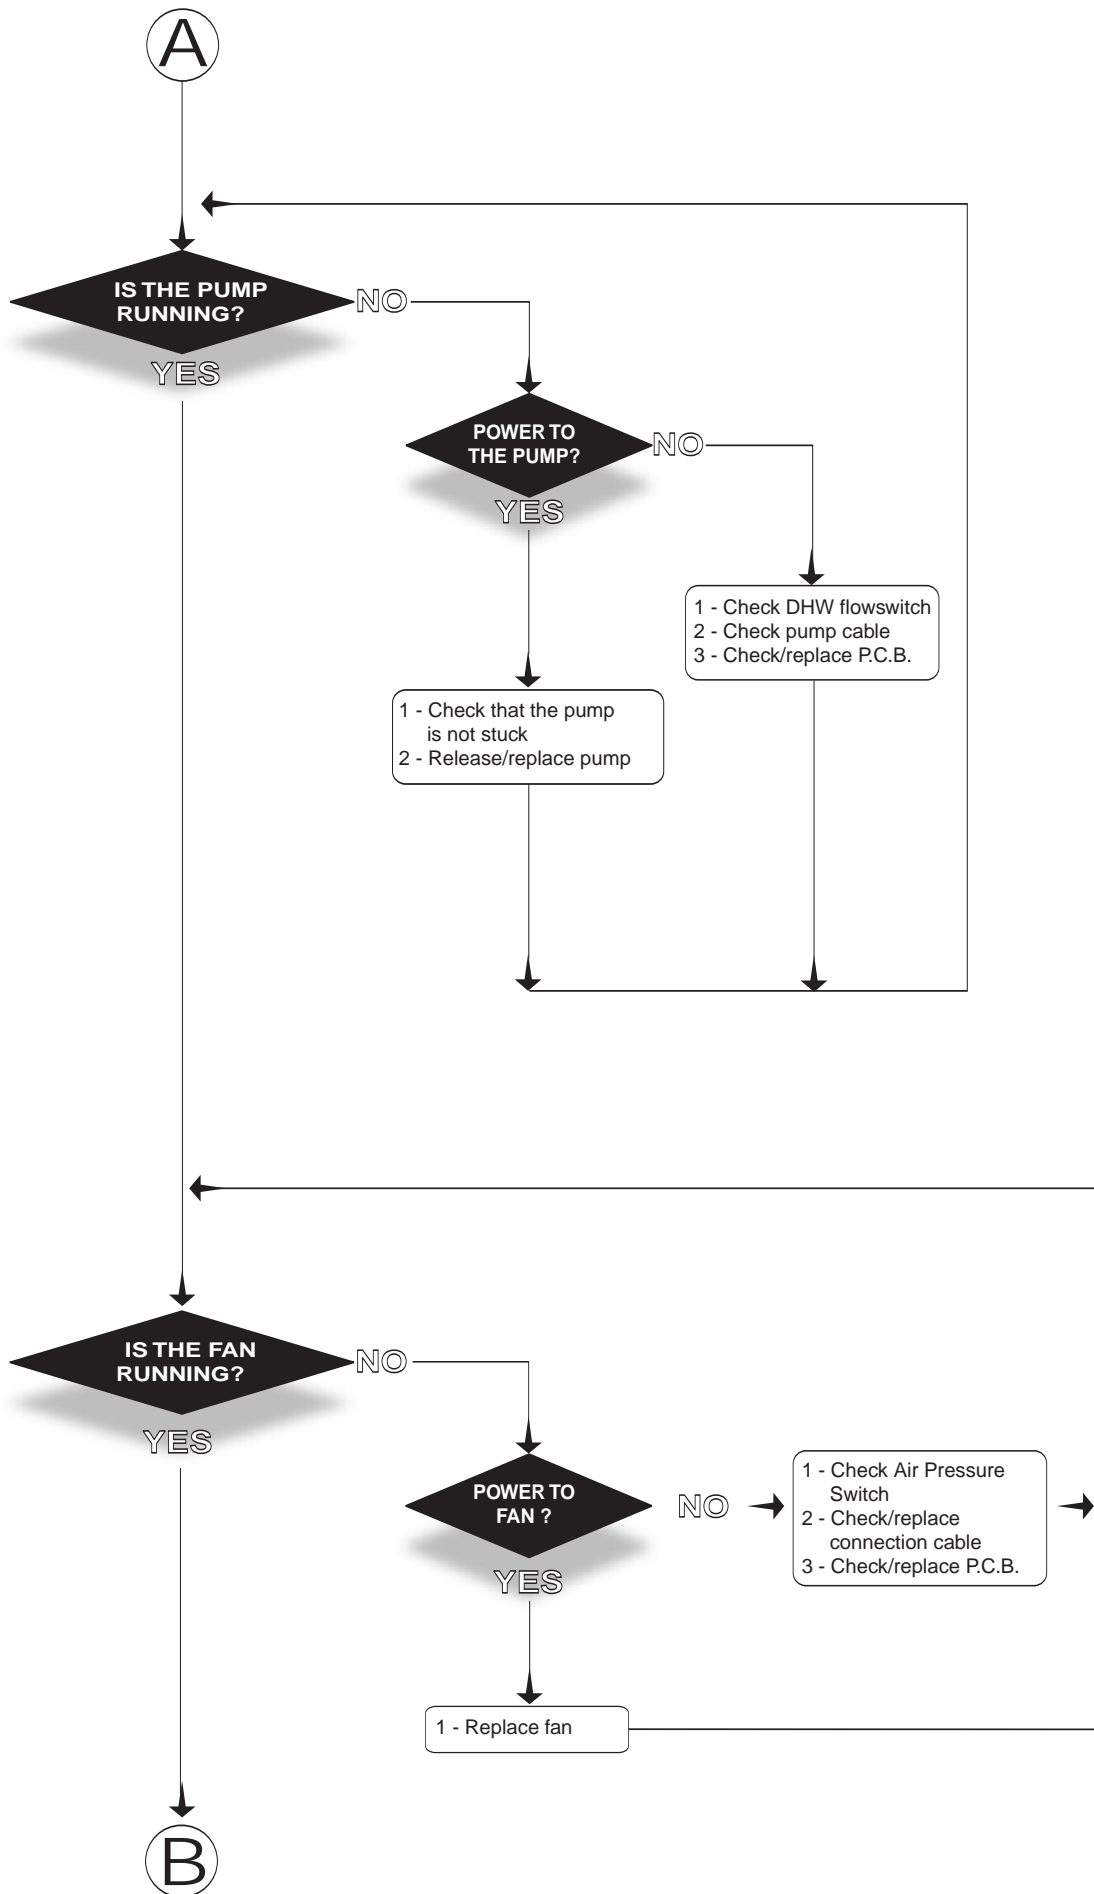 A
IS THE PUMP
RUNNING?
NO
YES
POWER TO
THE PUMP?
NO
YES
1 - Check DHW flowswitch
2 - Check pump cable
3 - Check/replace P.C.B.
1 - Check that the pump
is not stuck
2 - Release/replace pump
IS THE FAN
RUNNING?
NO
YES
POWER TO
FAN ?
NO
YES
1 - Check Air Pressure
Switch
2 - Check/replace
connection cable
3 - Check/replace P.C.B.
1 - Replace fan
B